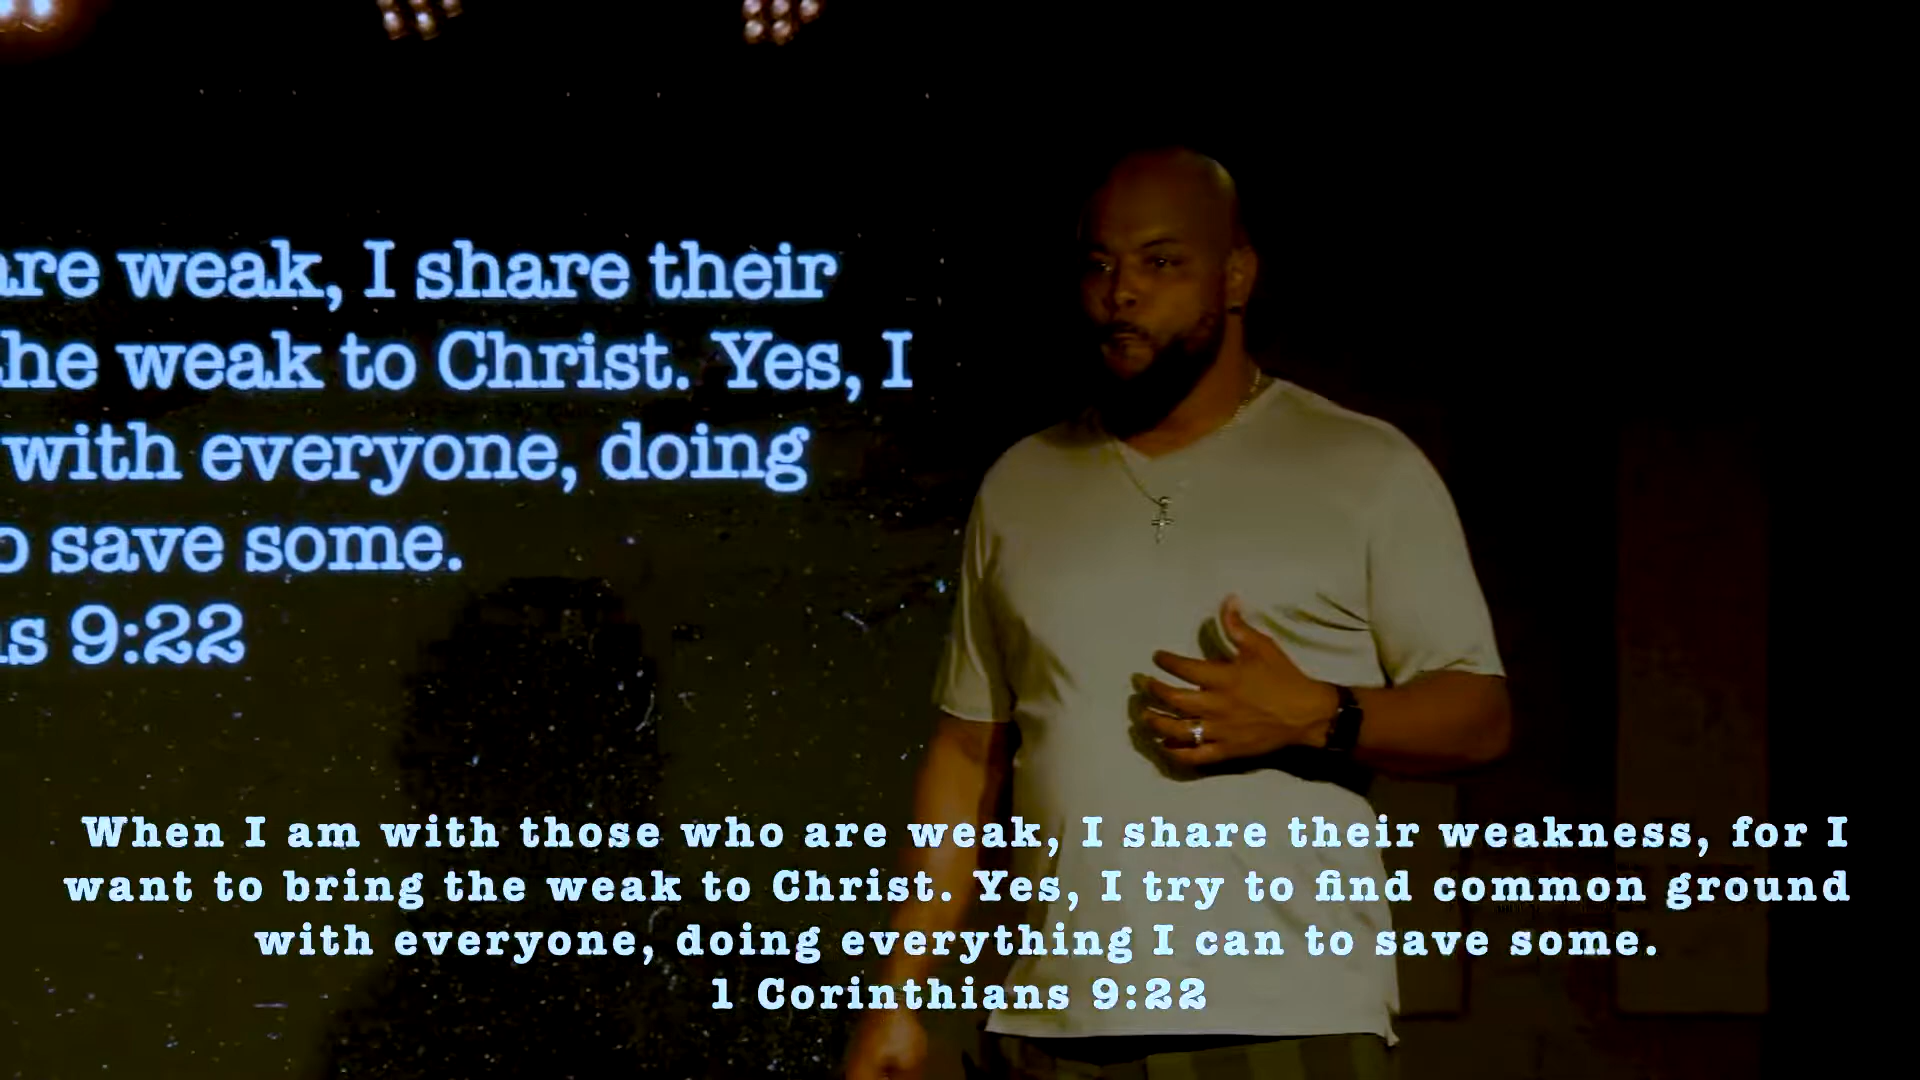 are weak, I share their
he weak to Christ. Yes, I
with everyone, doing
o save some.
s 9:22
When I am with those who are weak, I share their weakness, for I
want to bring the weak to Christ. Yes, I try to find common ground
with everyone, doing everything I can to save some.
1 Corinthians 9:22